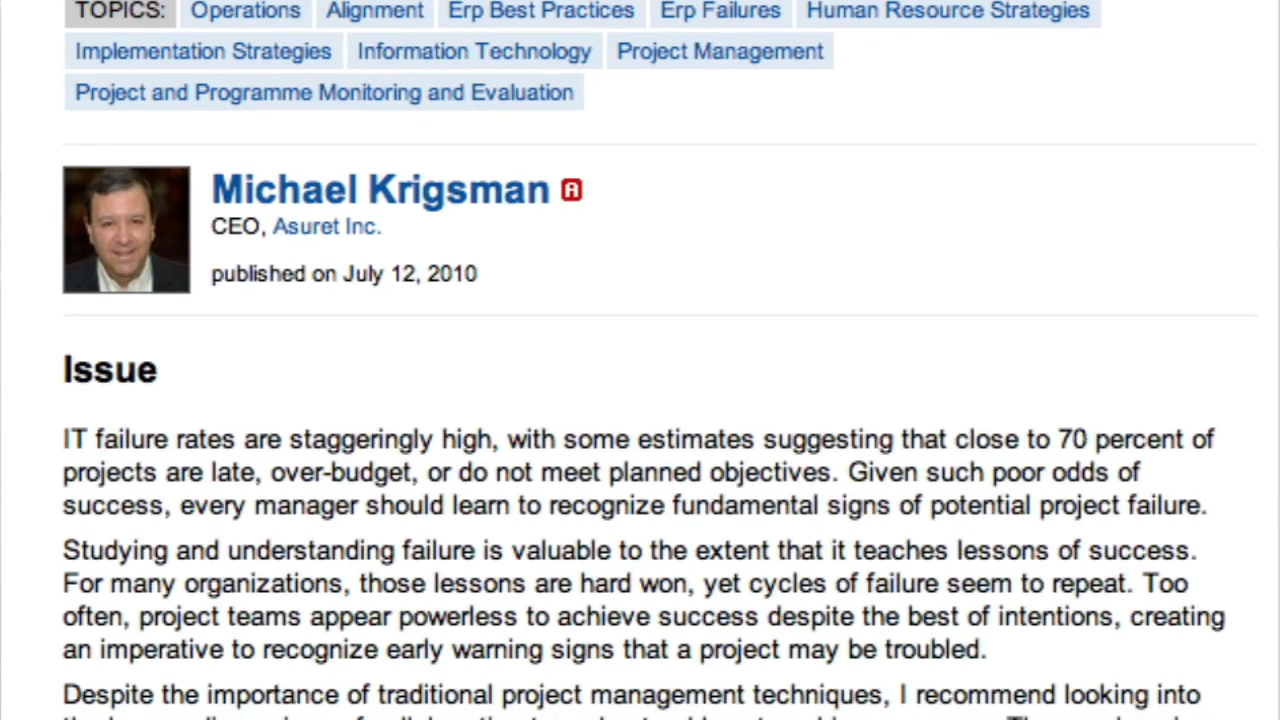 TOPICS: Operations Alignment Erp Best Practices Erp Failures Human Resource Strategies
Implementation Strategies Information Technology Project Management
Project and Programme Monitoring and Evaluation
Michael Krigsman A
CEO, Asuret Inc.
published on July 12, 2010
Issue
IT failure rates are staggeringly high, with some estimates suggesting that close to 70 percent of
projects are late, over-budget, or do not meet planned objectives. Given such poor odds of
success, every manager should learn to recognize fundamental signs of potential project failure.
Studying and understanding failure is valuable to the extent that it teaches lessons of success.
For many organizations, those lessons are hard won, yet cycles of failure seem to repeat. Too
often, project teams appear powerless to achieve success despite the best of intentions, creating
an imperative to recognize early warning signs that a project may be troubled.
Despite the importance of traditional project management techniques, I recommend looking into